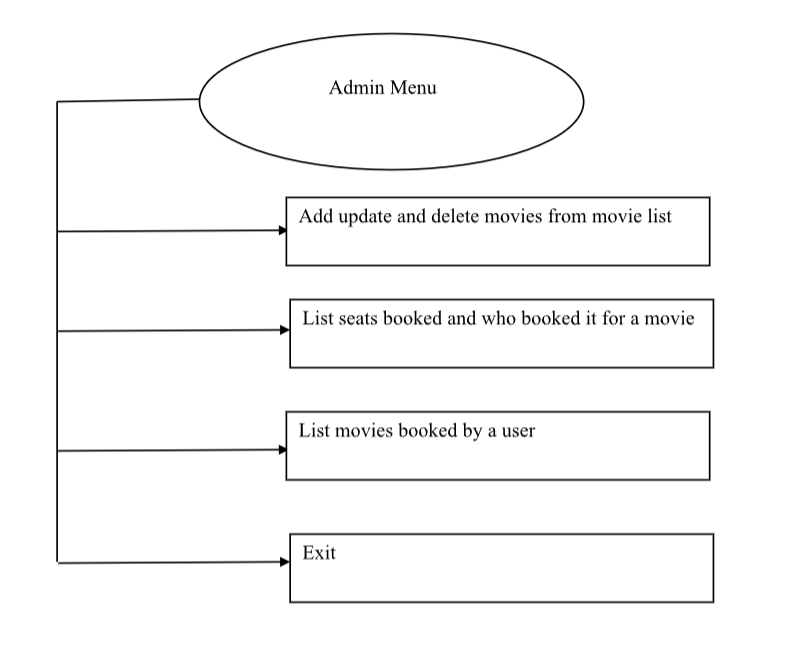 Admin Menu
Add update and delete movies from movie list
List seats booked and who booked it for a movie
List movies booked by a user
Exit